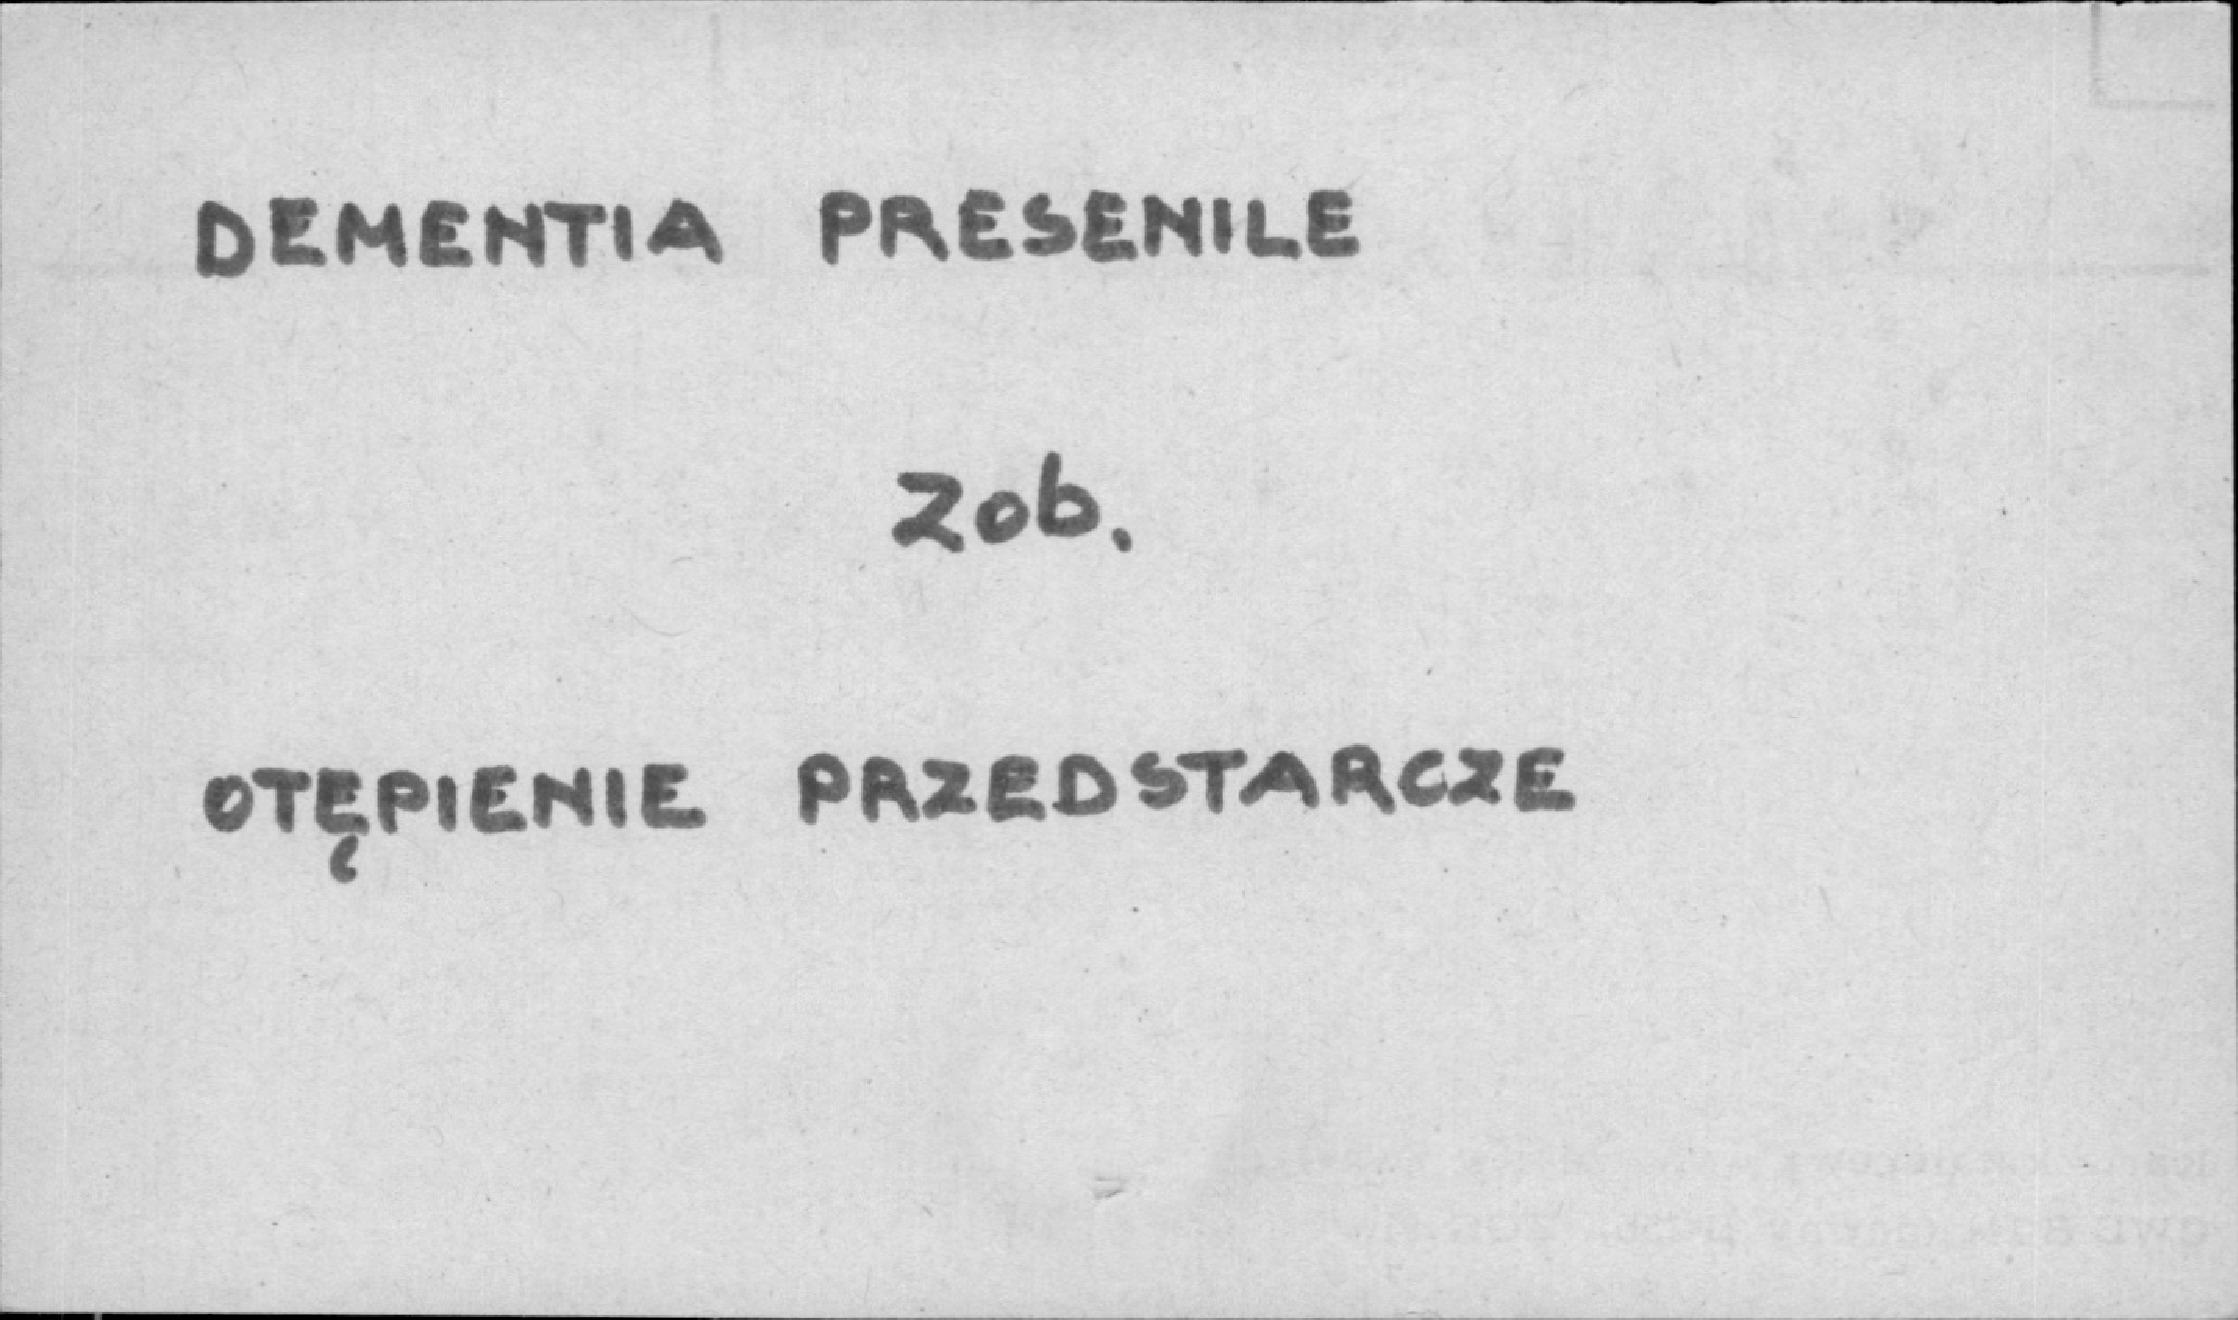 DEMENTIA PRESENILE
zob.
OTĘPIENIE PRZEDSTARCZE